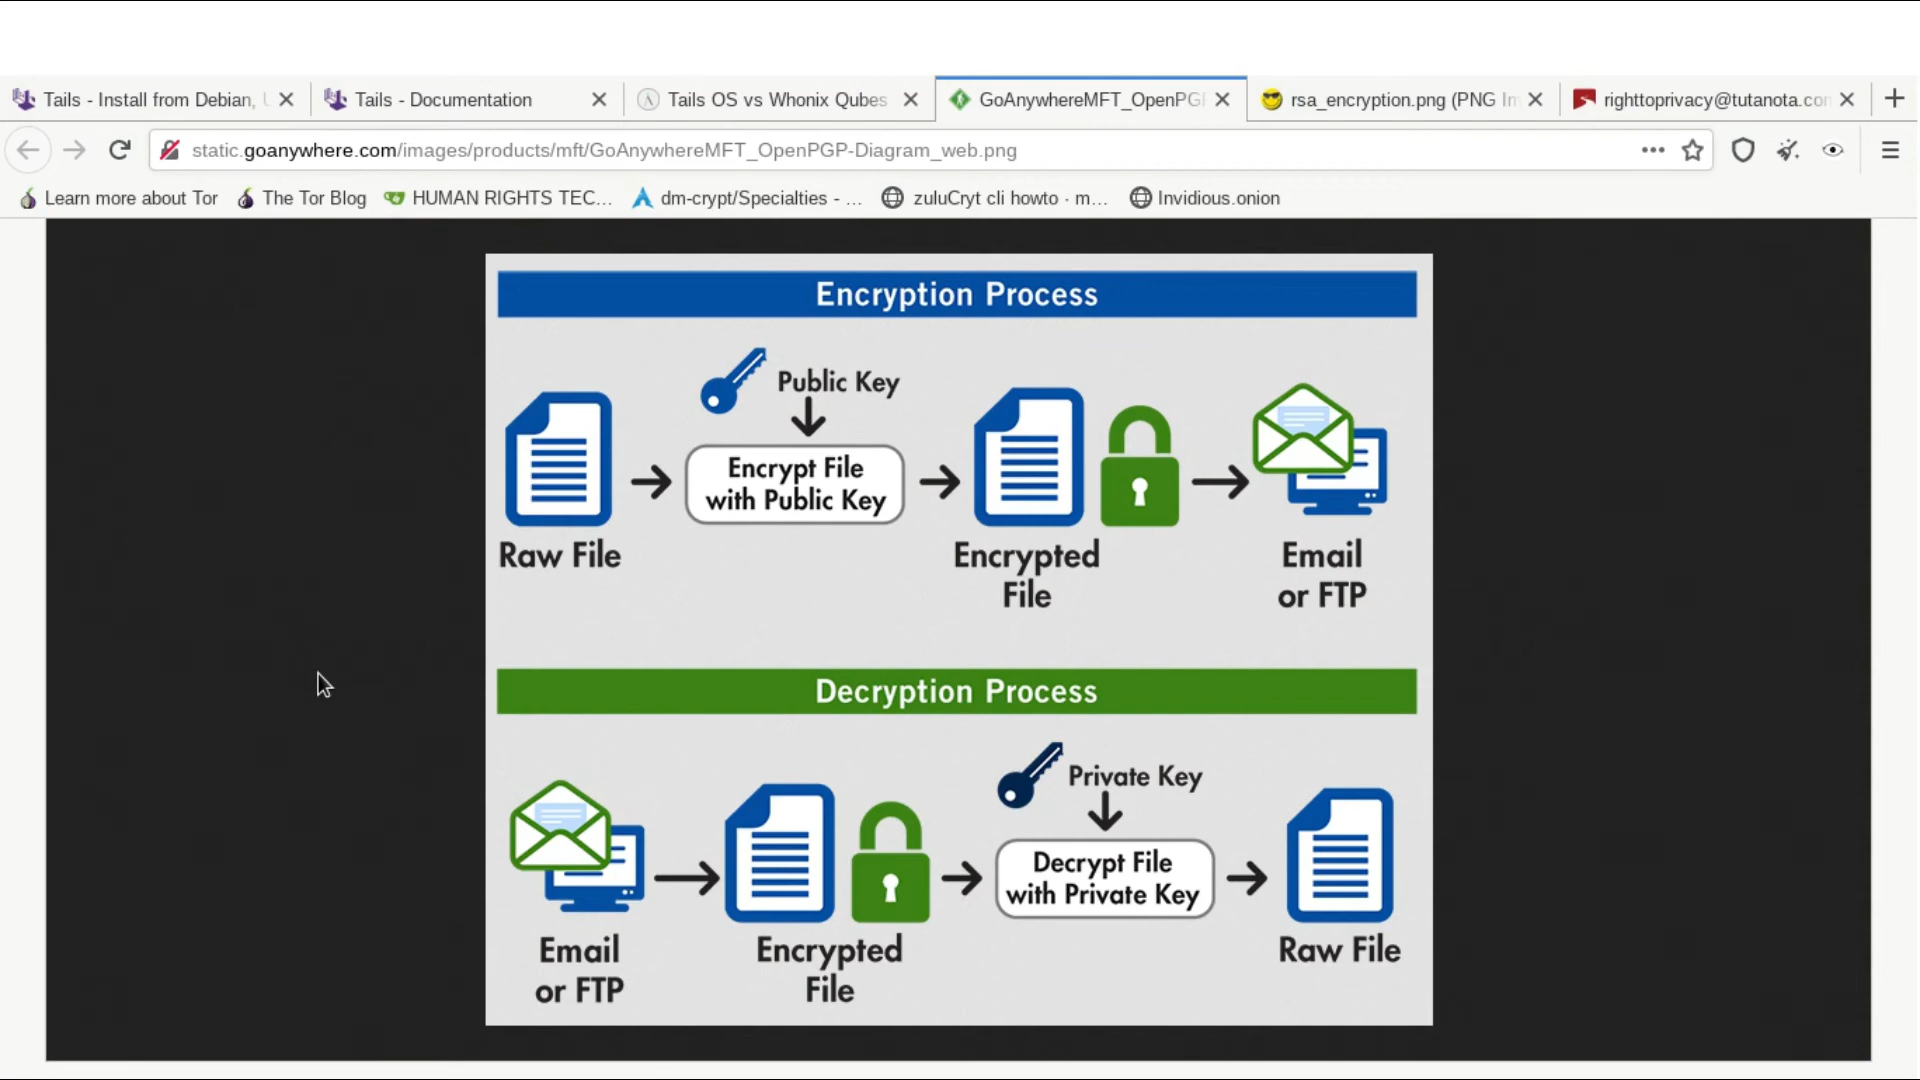 Tails - Install from Debian,
Tails - Documentation
Tails OS vs Whonix Qubes
GoAnywhereMFT_OpenPG
rsa_encryption.png (PNG Im
righttoprivacy@tutanota.com
static.goanywhere.com/images/products/mft/GoAnywhereMFT_OpenPGP-Diagram_web.png
Learn more about Tor
The Tor Blog
HUMAN RIGHTS TEC...
dm-crypt/Specialties - ...
zuluCryt cli howto · m...
Invidious.onion
Encryption Process
Public Key
Encrypt File
with Public Key
Raw File
Encrypted
File
Email
or FTP
Decryption Process
Private Key
Decrypt File
with Private Key
Email
or FTP
Encrypted
File
Raw File